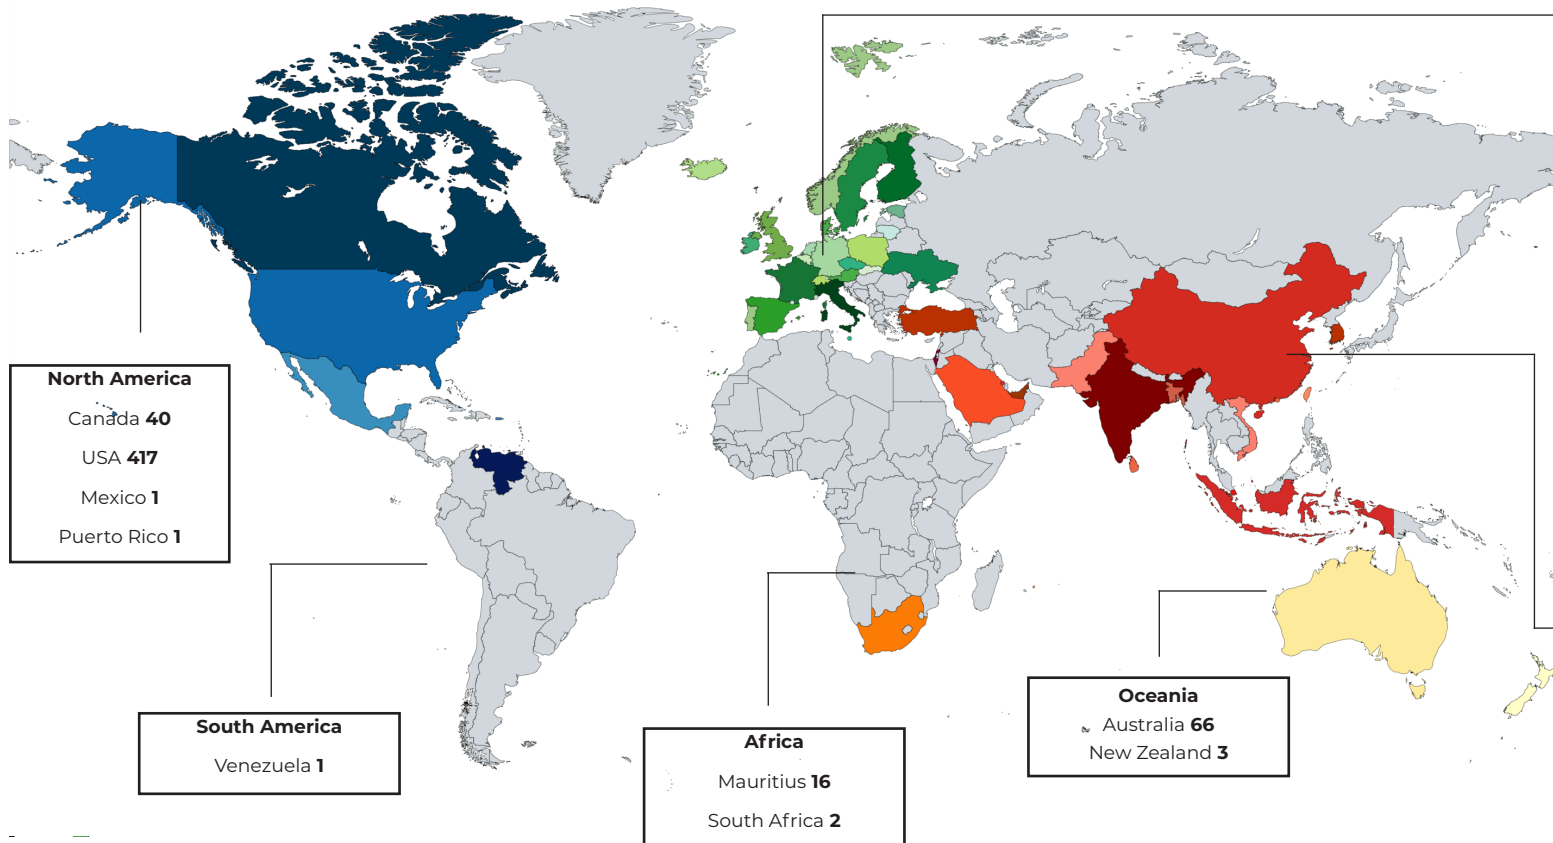 North America
Canada 40
USA 417
Mexico 1
Puerto Rico 1
South America
Venezuela 1
Africa
Mauritius 16
South Africa 2
Oceania
Australia 66
New Zealand 3